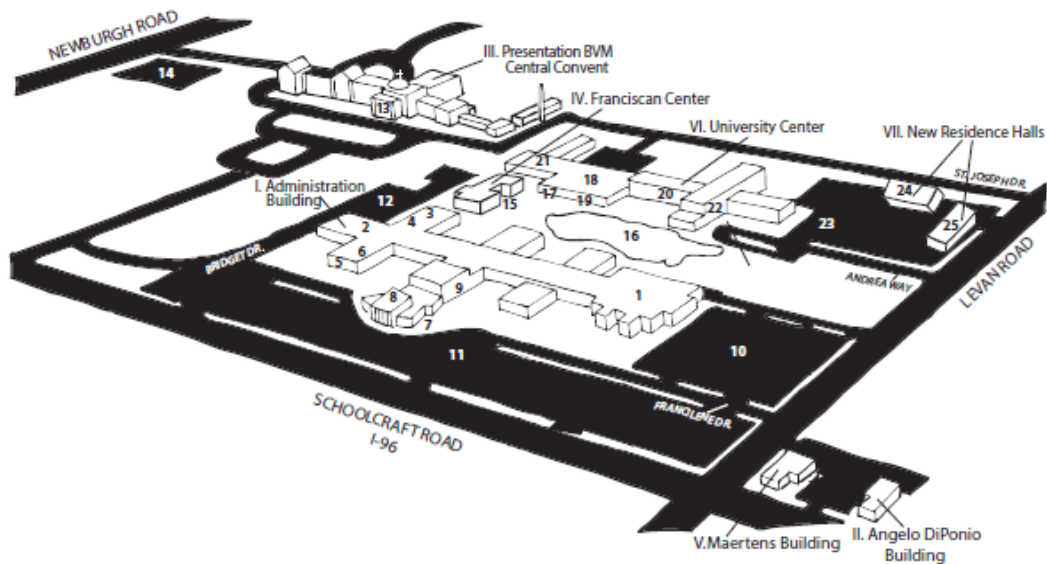 NEWBURGH ROAD
14
III. Presentation BVM
Central Convent
13
IV. Franciscan Center
VI. University Center
VII. New Residence Halls
21
18
17
19
20
22
24
ST. JOSEPH DR.
25
23
I. Administration
Building
12
15
2
3
4
16
6
5
BRIDGET DR.
ANDREA WAY
LEVAN ROAD
9
8
7
1
11
10
FRANCLENE DR.
SCHOOLCRAFT ROAD
I-96
V. Maertens Building
II. Angelo DiPonio
Building